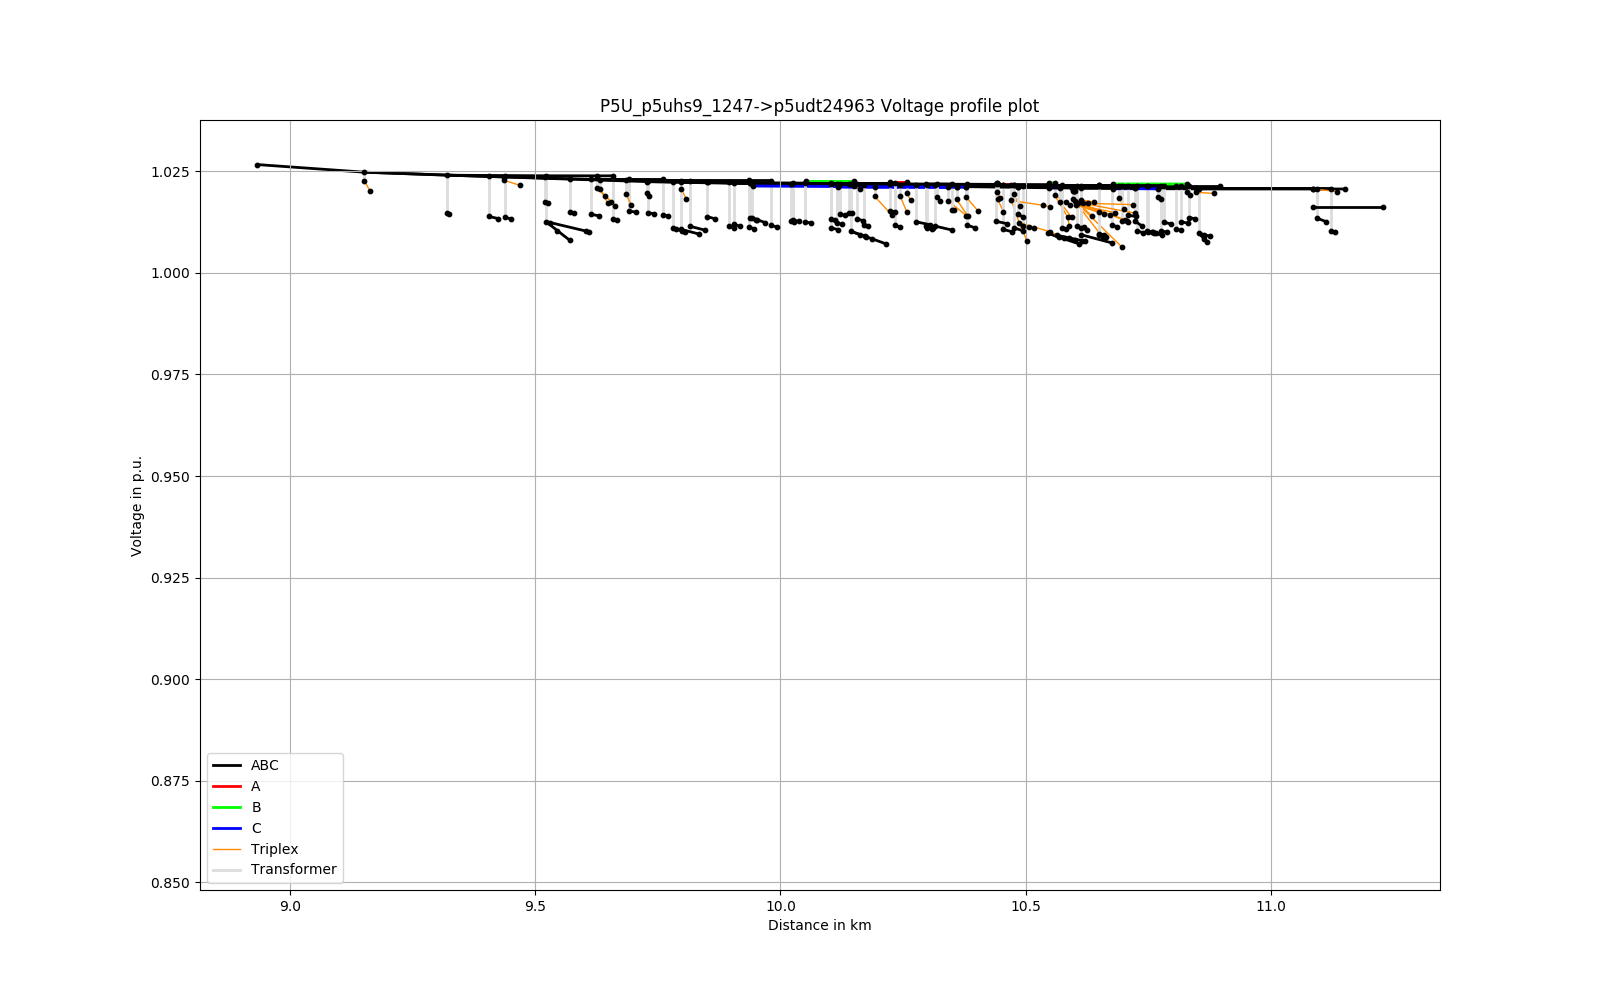 P5U_p5uhs9_1247->p5udt24963 Voltage profile plot
Voltage in p.u.
1.025
1.000
0.975
0.950
0.925
0.900
0.875
0.850
ABC
A
B
C
Triplex
Transformer
9.0 9.5 10.0 10.5 11.0
Distance in km